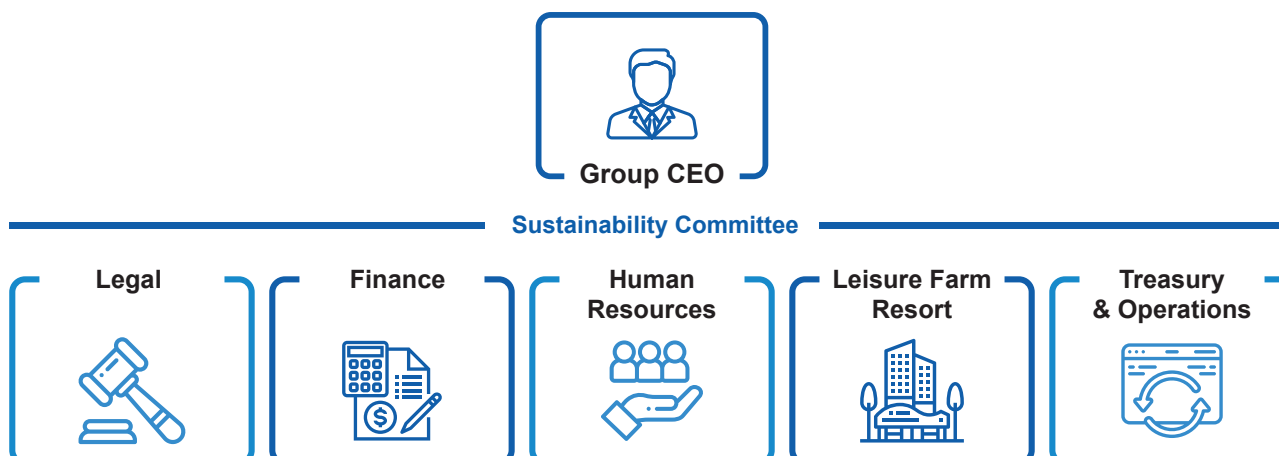 Group CEO
Sustainability Committee
Legal
Finance
Human
Resources
Leisure Farm
Resort
Treasury
& Operations
$